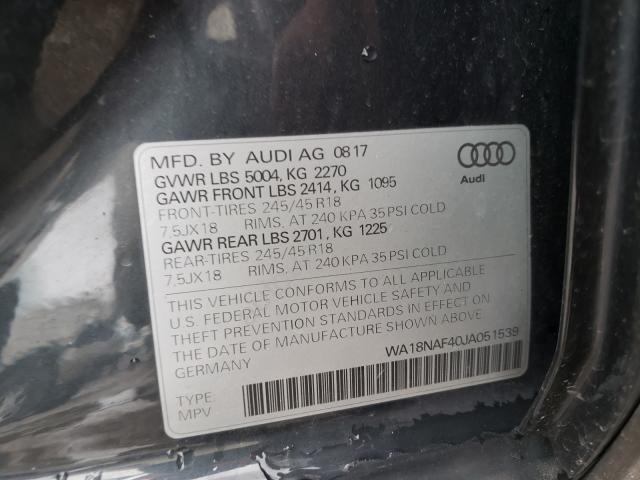 MFD. BY AUDI AG 08 17
GVWR LBS 5004, KG 2270
GAWR FRONT LBS 2414, KG 1095
FRONT-TIRES 245/45 R18
7,5JX18 RIMS, AT 240 KPA 35 PSI COLD
GAWR REAR LBS 2701, KG 1225
REAR-TIRES 245/45 R18
7,5JX18 RIMS, AT 240 KPA 35 PSI COLD
THIS VEHICLE CONFORMS TO ALL APPLICABLE
U.S. FEDERAL MOTOR VEHICLE SAFETY AND
THEFT PREVENTION STANDARDS IN EFFECT ON
THE DATE OF MANUFACTURE SHOWN ABOVE
GERMANY
WA18NAF40JA051539
TYPE:
MPV
Audi